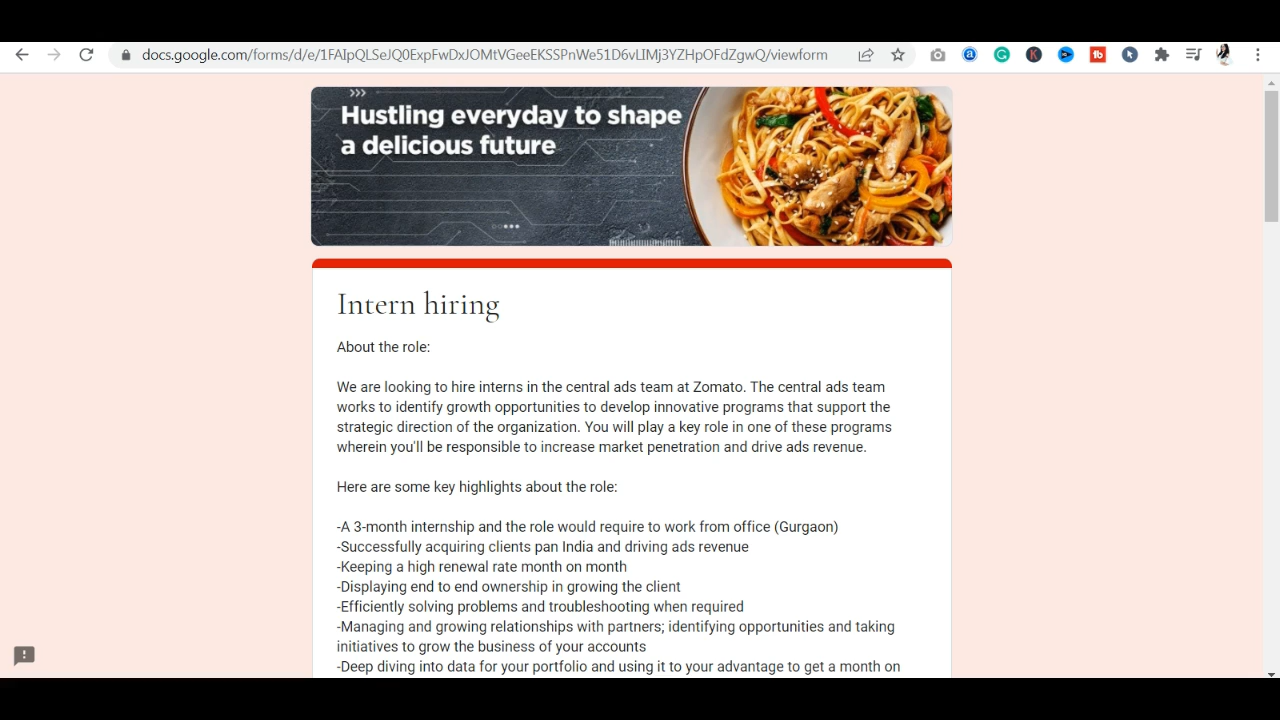 docs.google.com/forms/d/e/1FAIpQLSeJO0ExpFwDxJOMtVGeeEKSSPnWe51D6vLIMj3YZHpOFdZgwQ/viewform
Hustling everyday to shape
a delicious future
Intern hiring
About the role:
We are looking to hire interns in the central ads team at Zomato. The central ads team
works to identify growth opportunities to develop innovative programs that support the
strategic direction of the organization. You will play a key role in one of these programs
wherein you'll be responsible to increase market penetration and drive ads revenue.
Here are some key highlights about the role:
-A 3-month internship and the role would require to work from office (Gurgaon)
-Successfully acquiring clients pan India and driving ads revenue
-Keeping a high renewal rate month on month
-Displaying end to end ownership in growing the client
-Efficiently solving problems and troubleshooting when required
-Managing and growing relationships with partners; identifying opportunities and taking
initiatives to grow the business of your accounts
-Deep diving into data for your portfolio and using it to your advantage to get a month on